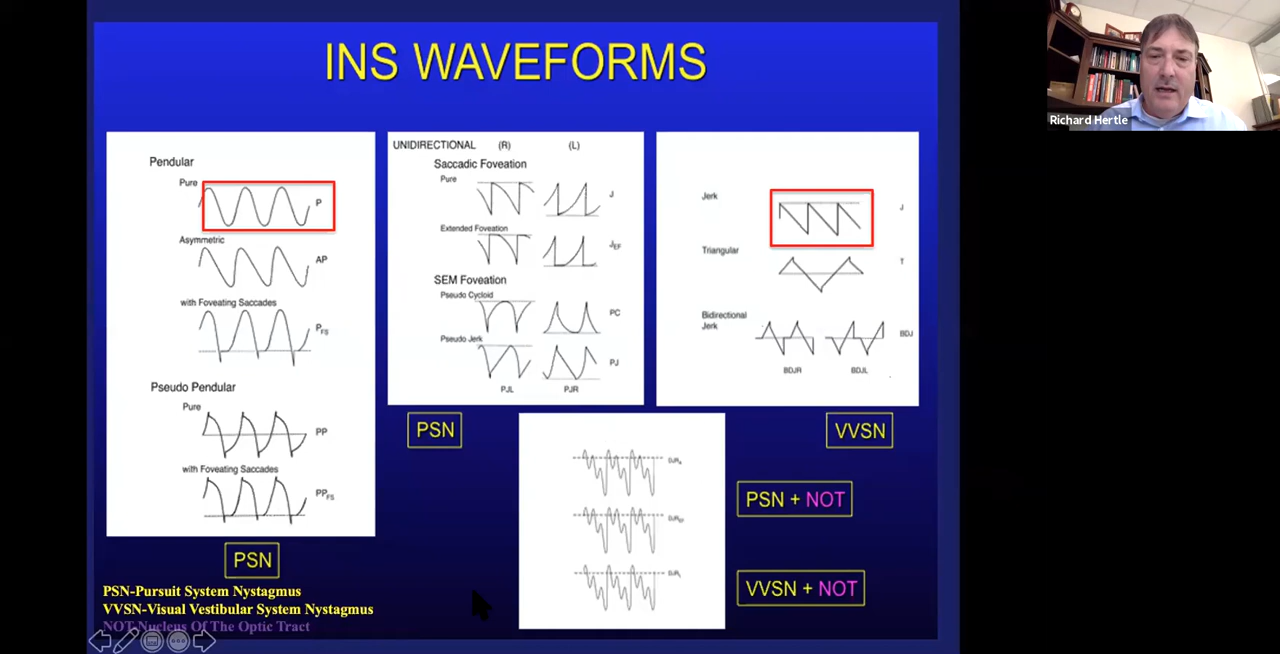 INS WAVEFORMS
Richard Hertle
Pendular
Pure
P
Asymmetric
AP
with Foveating Saccades
PFS
Pseudo Pendular
Pure
PP
with Foveating Saccades
PPFS
PSN
UNIDIRECTIONAL (R) (L)
Saccadic Foveation
Pure
J
Extended Foveation
JEF
SEM Foveation
Pseudo Cycloid
PC
Pseudo Jerk
PJ
PJL PJR
PSN
Jerk
J
Triangular
T
Bidirectional
Jerk
BDJ
BDJR BDJL
VVSN
PSN + NOT
VVSN + NOT
PSN-Pursuit System Nystagmus
VVSN-Visual Vestibular System Nystagmus
NOT-Nucleus Of The Optic Tract